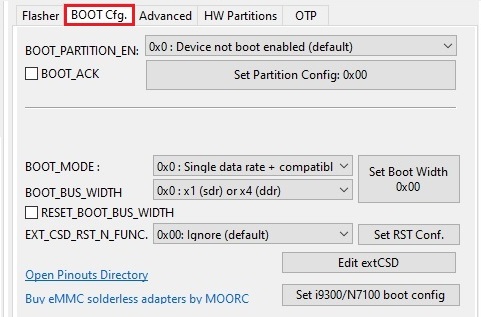 Flasher BOOT Cfg. Advanced HW Partitions OTP
BOOT_PARTITION_EN: 0x0 : Device not boot enabled (default)
BOOT_ACK Set Partition Config: 0x00
BOOT_MODE : 0x0 : Single data rate + compatibl
Set Boot Width
0x00
BOOT_BUS_WIDTH 0x0 : x1 (sdr) or x4 (ddr)
RESET_BOOT_BUS_WIDTH
EXT_CSD_RST_N_FUNC. 0x00: Ignore (default) Set RST Conf.
Edit extCSD
Open Pinouts Directory
Buy eMMC solderless adapters by MOORC Set i9300/N7100 boot config